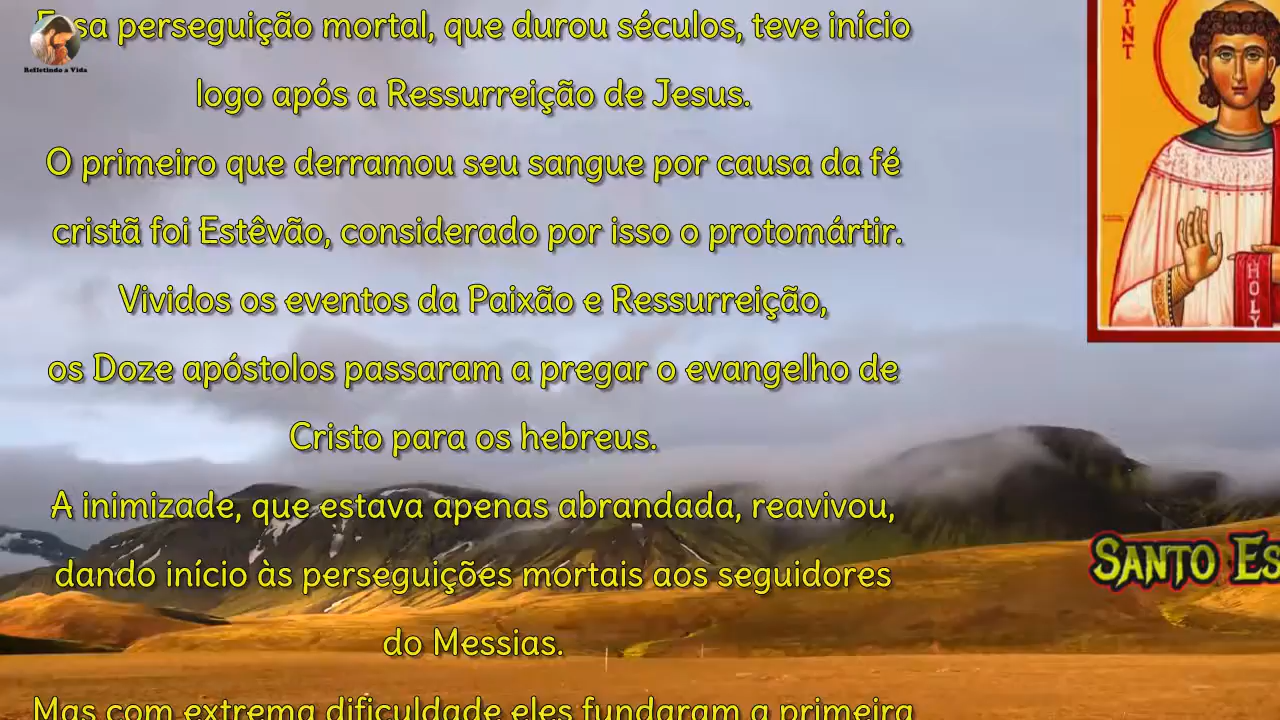 Essa perseguição mortal, que durou séculos, teve início
logo após a Ressurreição de Jesus.
O primeiro que derramou seu sangue por causa da fé
cristã foi Estêvão, considerado por isso o protomártir.
Vividos os eventos da Paixão e Ressurreição,
os Doze apóstolos passaram a pregar o evangelho de
Cristo para os hebreus.
A inimizade, que estava apenas abrandada, reavivou,
dando início às perseguições mortais aos seguidores
do Messias.
Mas com extrema dificuldade eles fundaram a primeira
Refletindo a Vida
AINT
HOLY
SANTO ES